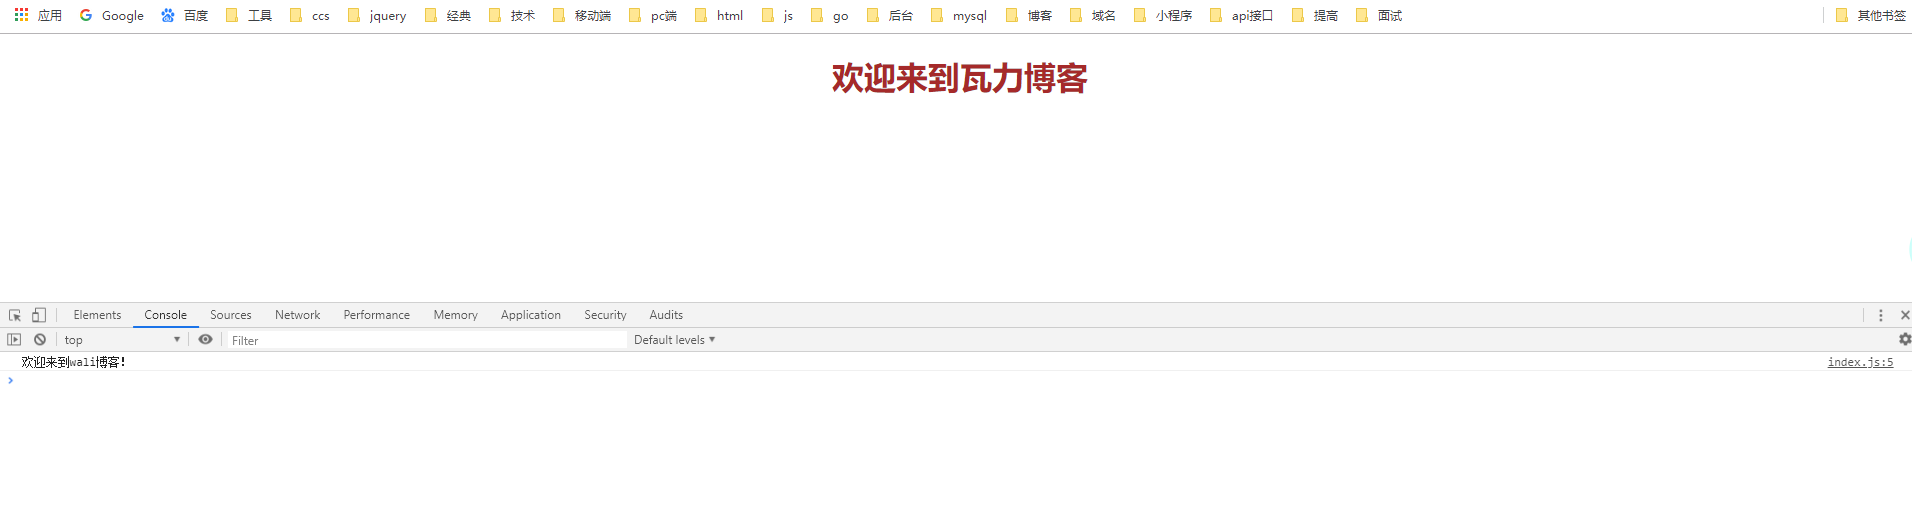 应用 Google 百度 工具 ccs jquery 经典 技术 移动端 pc端 html js go 后台 mysql 博客 域名 小程序 api接口 提高 面试 其他书签
欢迎来到瓦力博客
Elements Console Sources Network Performance Memory Application Security Audits
top Filter Default levels
欢迎来到wali博客! index.js:5